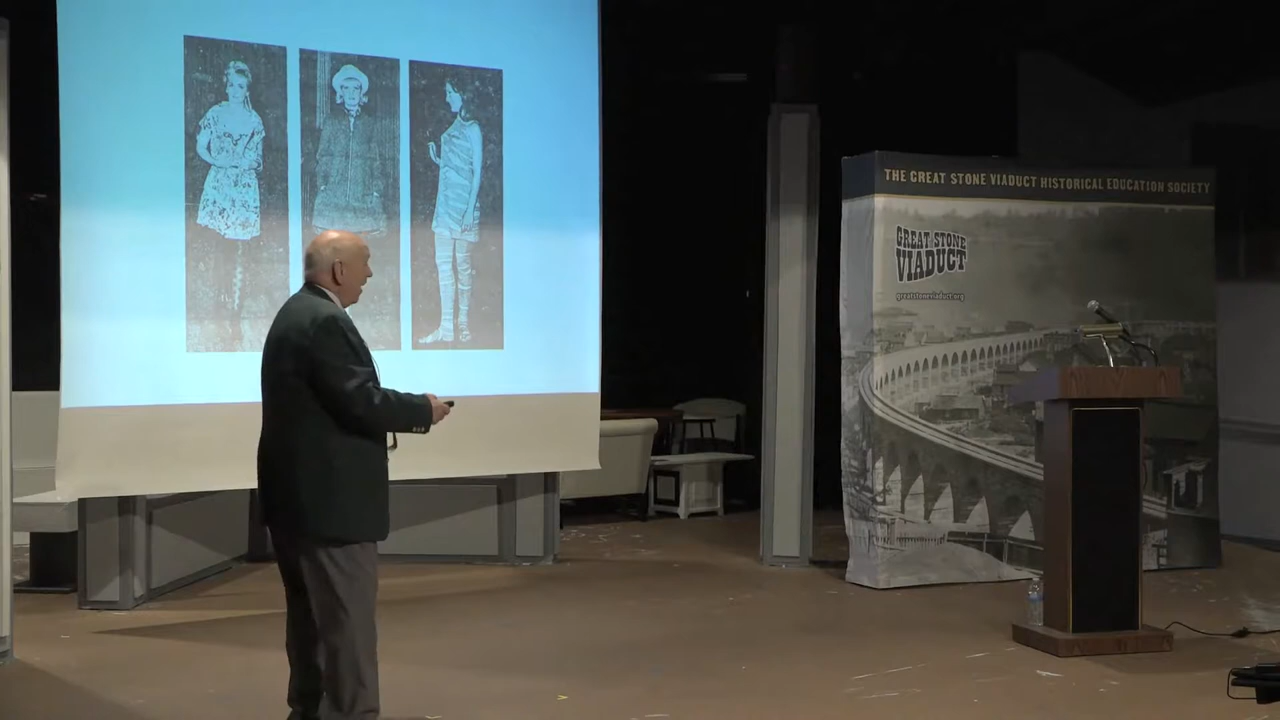 THE GREAT STONE VIADUCT HISTORICAL EDUCATION SOCIETY
GREAT STONE
VIADUCT
greatstoneviaduct.org